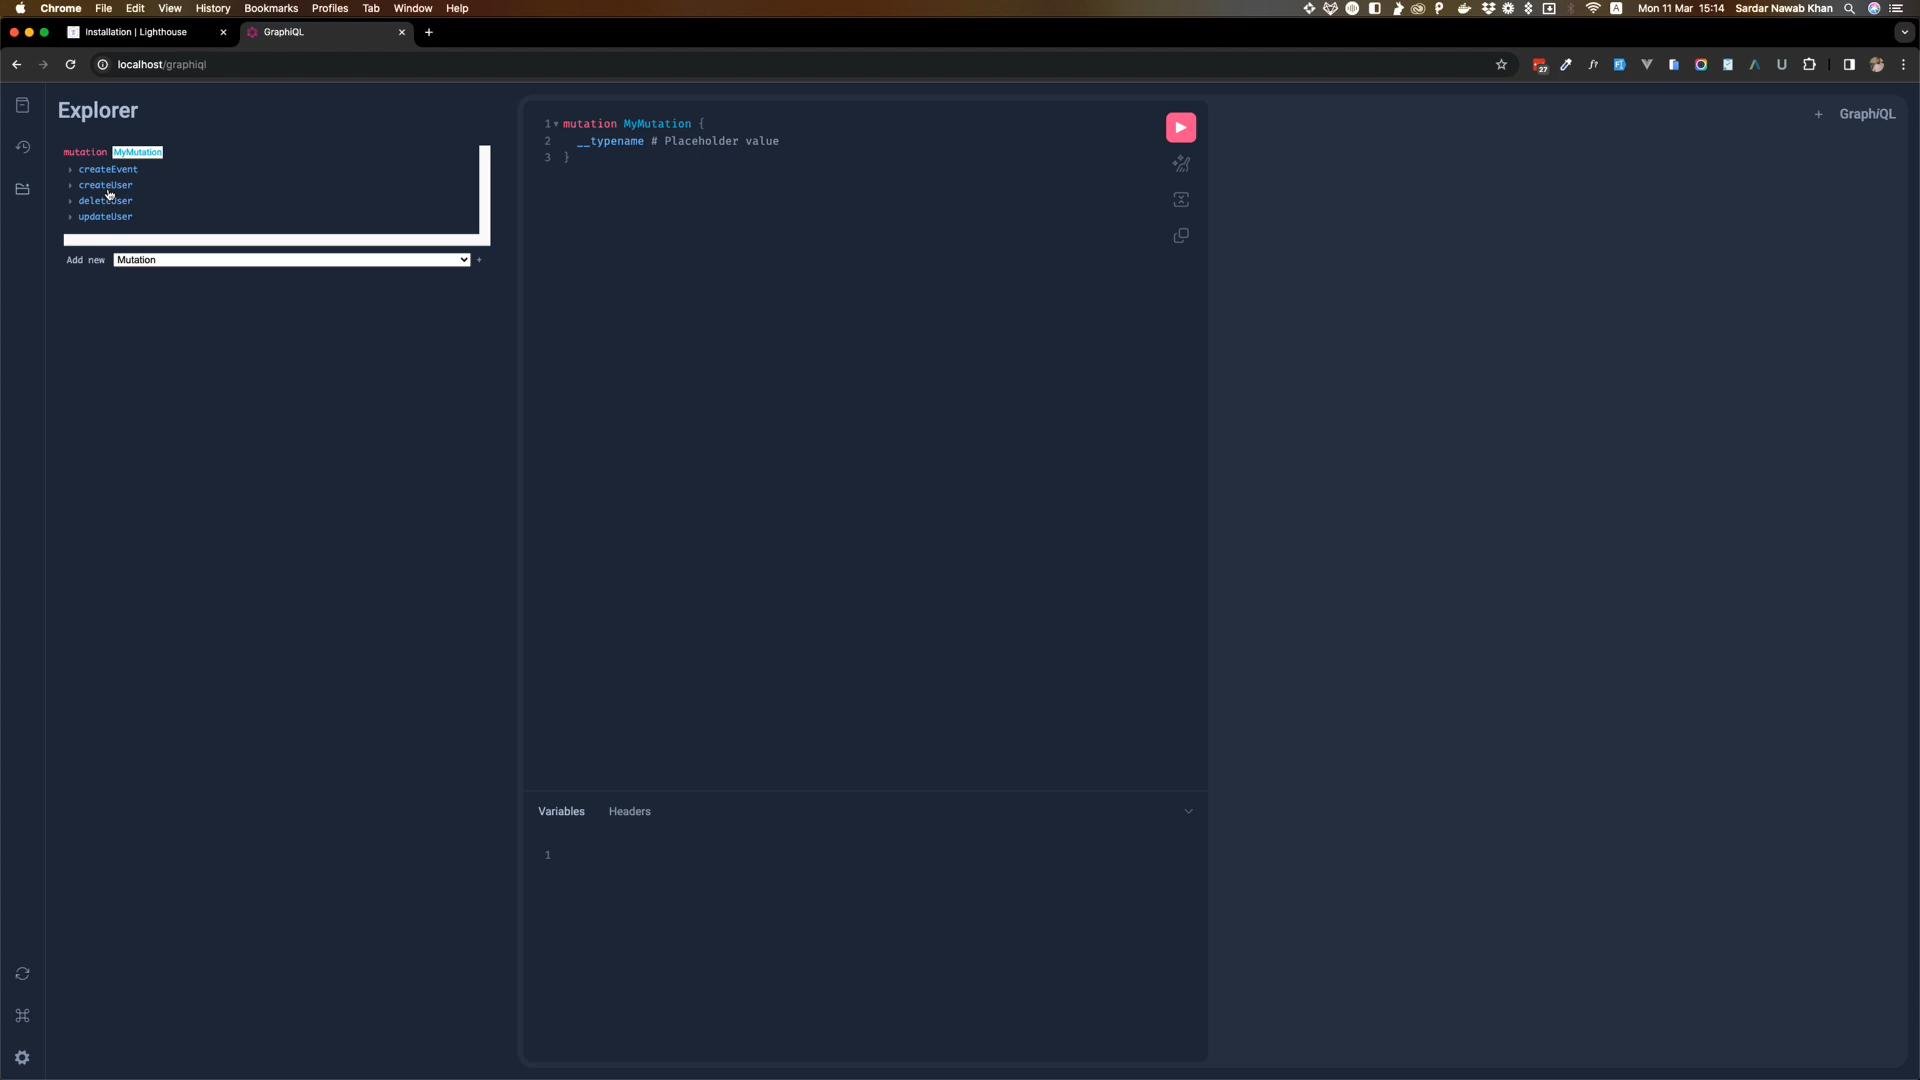 Chrome File Edit View History Bookmarks Profiles Tab Window Help Mon 11 Mar 15:14 Sardar Nawab Khan
Installation | Lighthouse
GraphiQL
localhost/graphiql
27
Explorer
mutation MyMutation
createEvent
createUser
deleteUser
updateUser
Add new Mutation +
1 mutation MyMutation {
2 __typename # Placeholder value
3 }
+ GraphiQL
Variables Headers
1